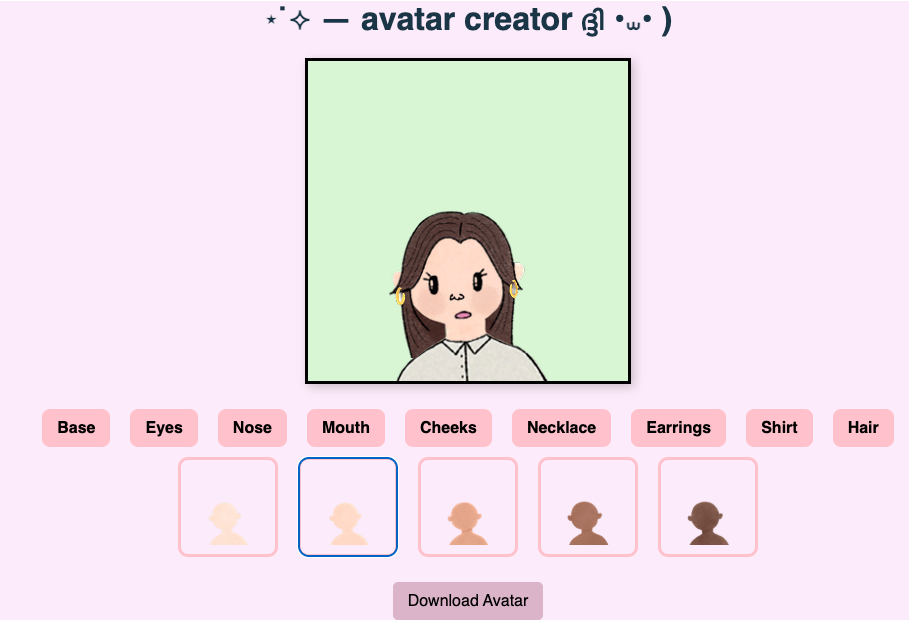 ⋆˙✧ — avatar creator ദ്ദി •⩊• )
Base Eyes Nose Mouth Cheeks Necklace Earrings Shirt Hair
Download Avatar